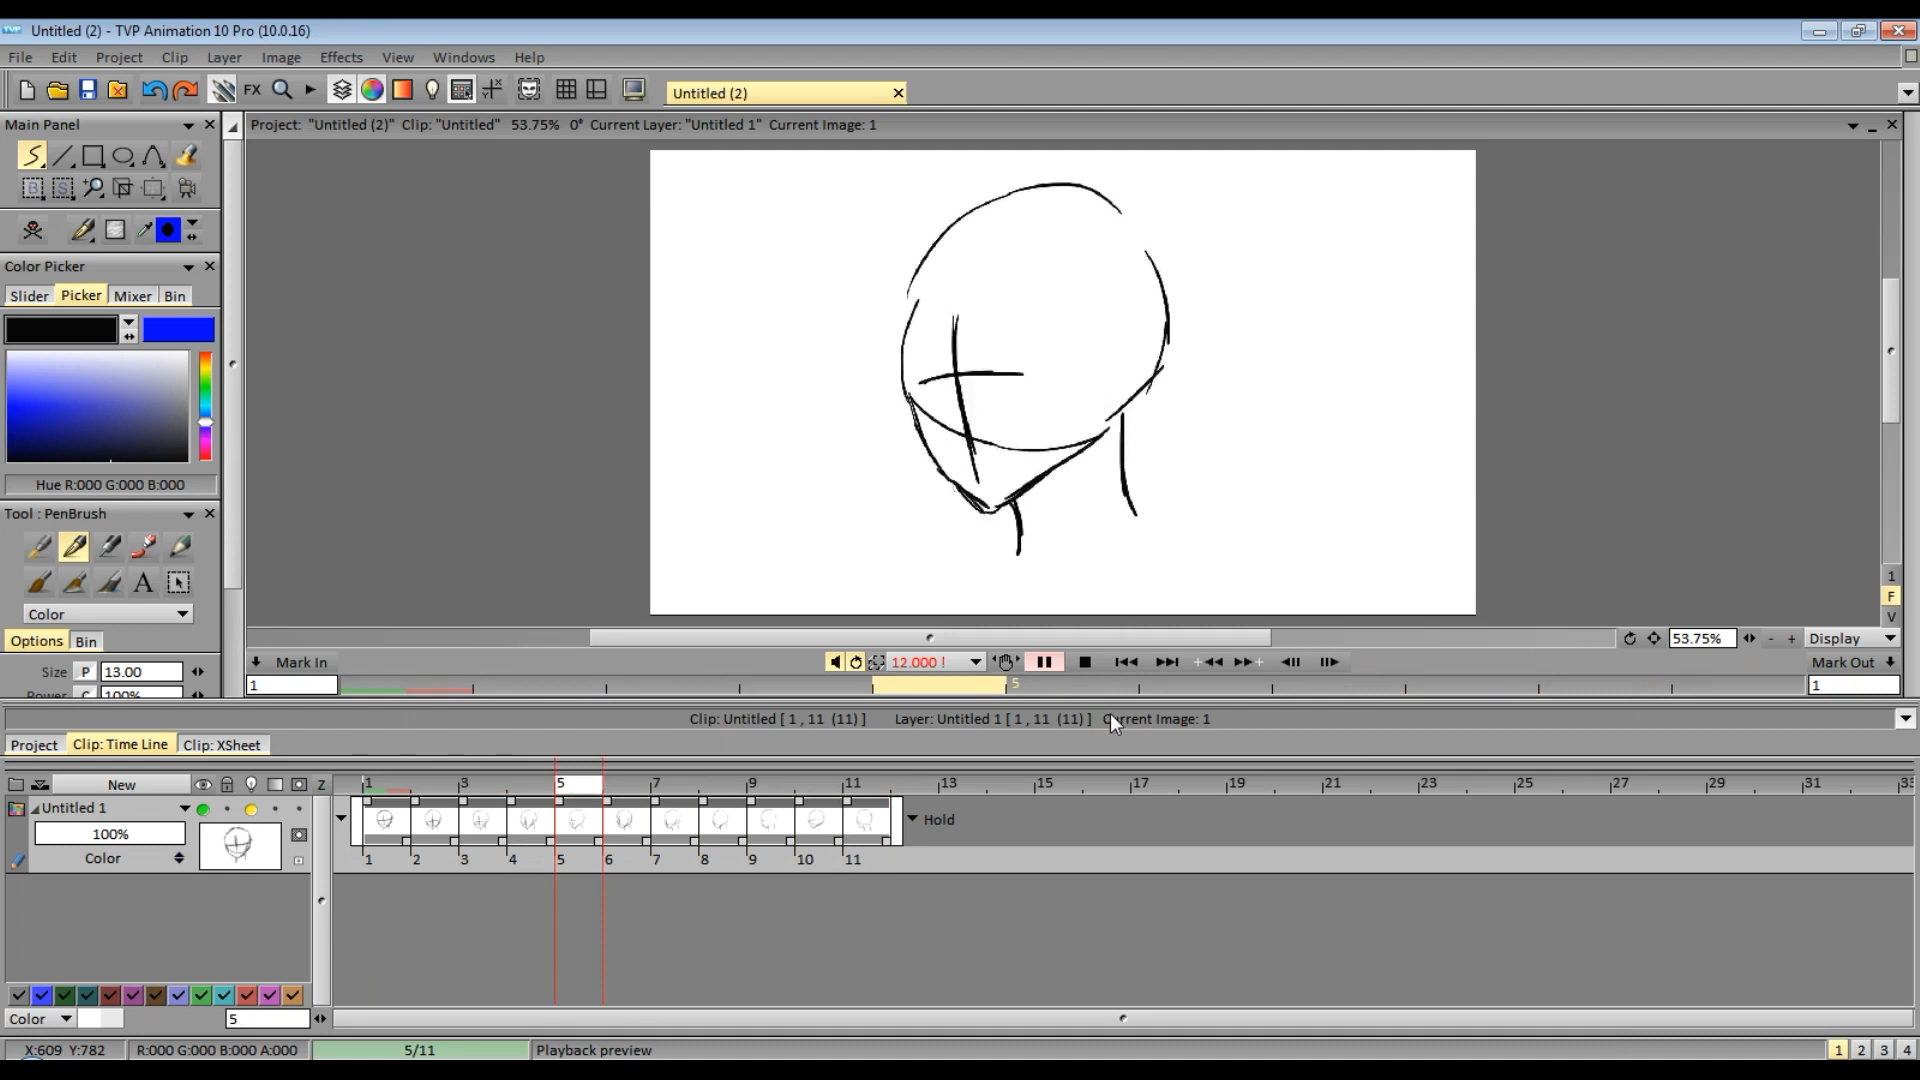 Untitled (2) - TVP Animation 10 Pro (10.0.16)
File Edit Project Clip Layer Image Effects View Windows Help
FX Untitled (2)
Main Panel
Project: "Untitled (2)" Clip: "Untitled" 53.75% 0° Current Layer: "Untitled 1" Current Image: 1
Color Picker
Slider Picker Mixer Bin
Hue R:000 G:000 B:000
Tool : PenBrush
A
Color
Options Bin
Size P 13.00
Power C 100%
1
F
V
53.75% - + Display
Mark In 12.000 ! Mark Out
1 5 1
Clip: Untitled [ 1 , 11 (11) ] Layer: Untitled 1 [ 1 , 11 (11) ] Current Image: 1
Project Clip: Time Line Clip: XSheet
New Z 1 3 5 7 9 11 13 15 17 19 21 23 25 27 29 31 33
Untitled 1
100% Hold
Color 1 2 3 4 5 6 7 8 9 10 11
Color 5
X:609 Y:782 R:000 G:000 B:000 A:000 5/11 Playback preview 1 2 3 4